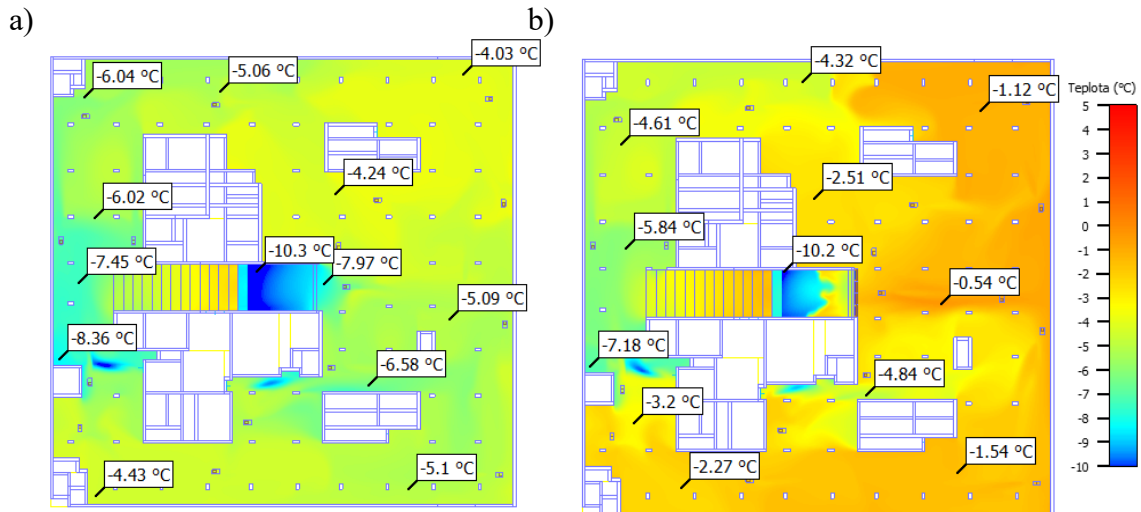 a)
-6.04 °C
-5.06 °C
-4.03 °C
-4.24 °C
-6.02 °C
-10.3 °C
-7.45 °C
-7.97 °C
-5.09 °C
-8.36 °C
-6.58 °C
-4.43 °C
-5.1 °C
b)
-4.32 °C
-1.12 °C
-4.61 °C
-2.51 °C
-5.84 °C
-10.2 °C
-0.54 °C
-7.18 °C
-4.84 °C
-3.2 °C
-2.27 °C
-1.54 °C
Teplota (°C)
5
4
3
2
1
0
-1
-2
-3
-4
-5
-6
-7
-8
-9
-10